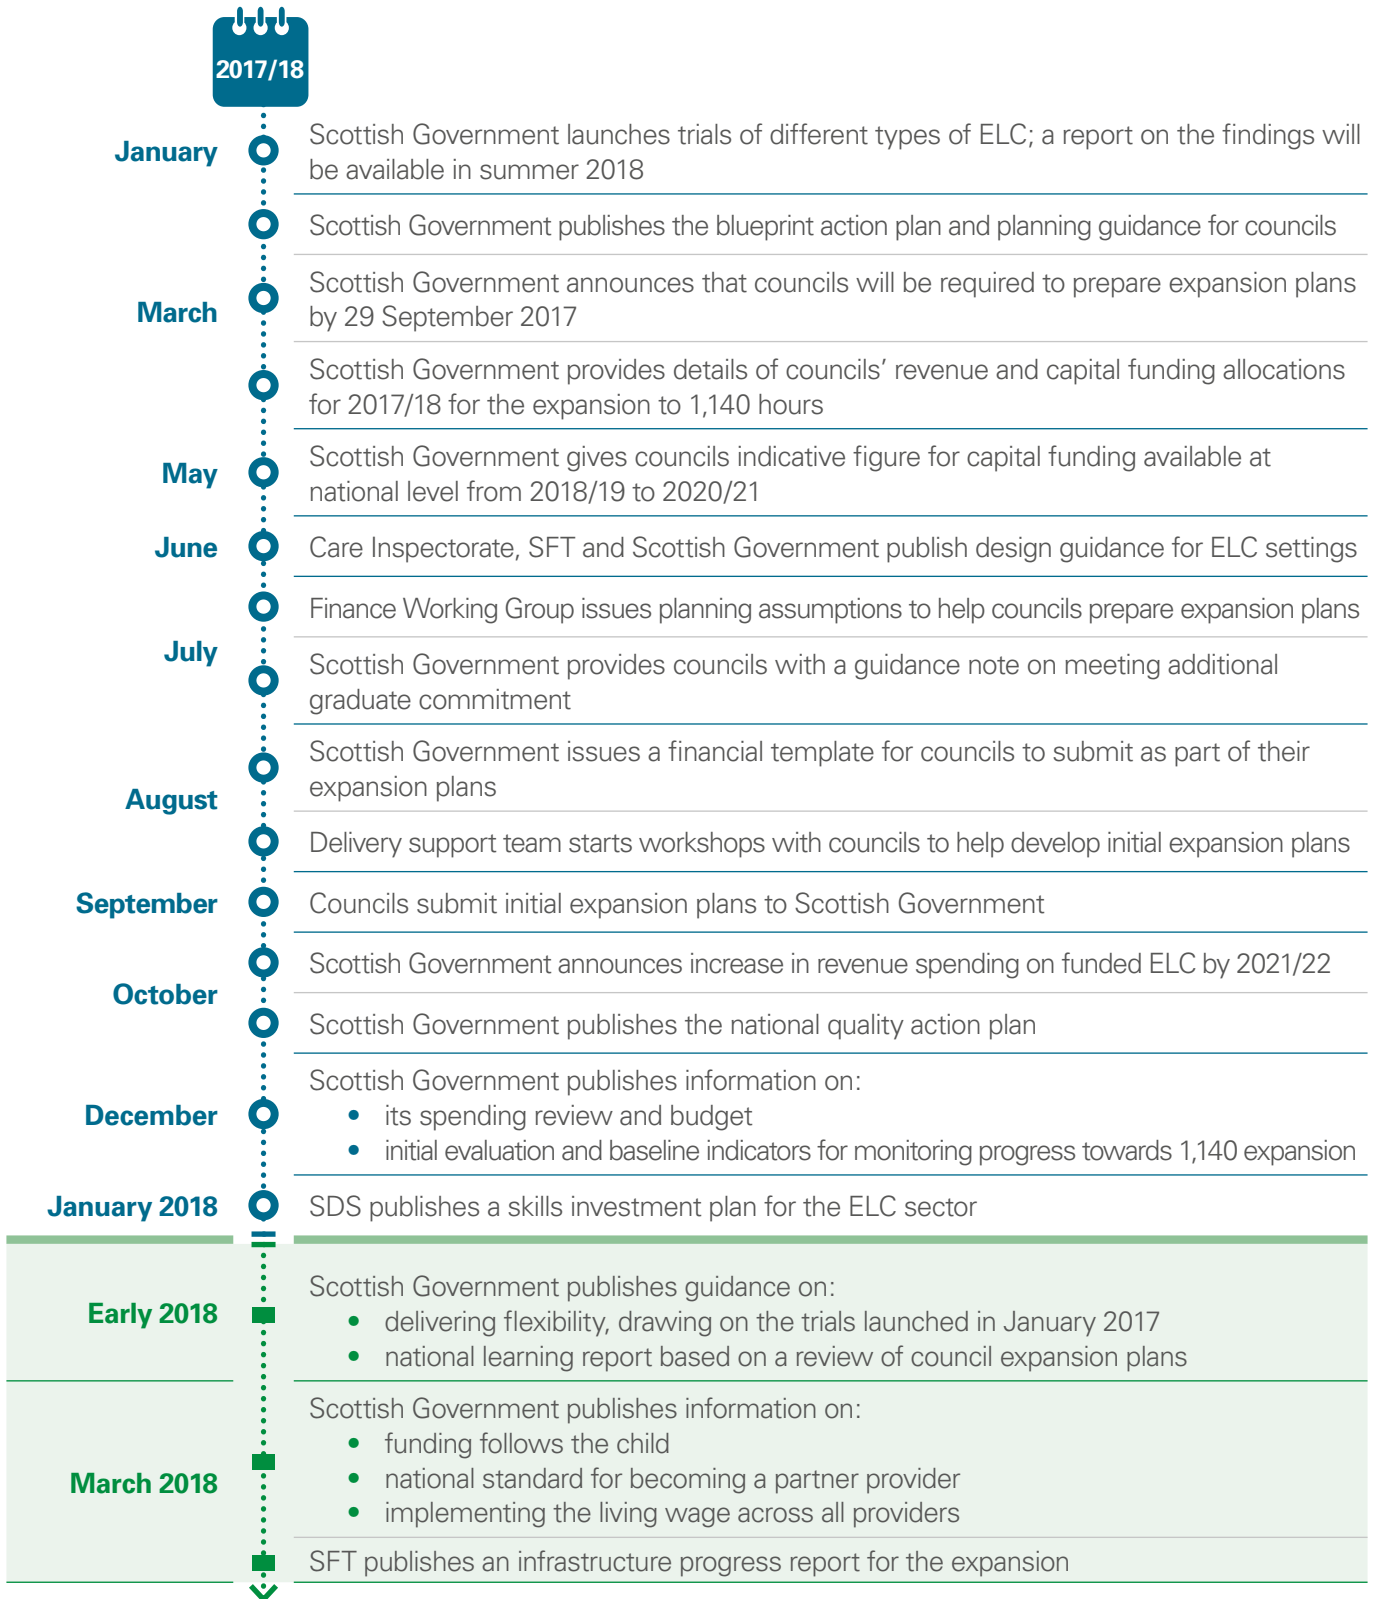 2017/18
January
Scottish Government launches trials of different types of ELC; a report on the findings will
be available in summer 2018
Scottish Government publishes the blueprint action plan and planning guidance for councils
March
Scottish Government announces that councils will be required to prepare expansion plans
by 29 September 2017
Scottish Government provides details of councils’ revenue and capital funding allocations
for 2017/18 for the expansion to 1,140 hours
May
Scottish Government gives councils indicative figure for capital funding available at
national level from 2018/19 to 2020/21
June
Care Inspectorate, SFT and Scottish Government publish design guidance for ELC settings
July
Finance Working Group issues planning assumptions to help councils prepare expansion plans
Scottish Government provides councils with a guidance note on meeting additional
graduate commitment
August
Scottish Government issues a financial template for councils to submit as part of their
expansion plans
Delivery support team starts workshops with councils to help develop initial expansion plans
September
Councils submit initial expansion plans to Scottish Government
October
Scottish Government announces increase in revenue spending on funded ELC by 2021/22
Scottish Government publishes the national quality action plan
December
Scottish Government publishes information on:
• its spending review and budget
• initial evaluation and baseline indicators for monitoring progress towards 1,140 expansion
January 2018
SDS publishes a skills investment plan for the ELC sector
Early 2018
Scottish Government publishes guidance on:
• delivering flexibility, drawing on the trials launched in January 2017
• national learning report based on a review of council expansion plans
March 2018
Scottish Government publishes information on:
• funding follows the child
• national standard for becoming a partner provider
• implementing the living wage across all providers
SFT publishes an infrastructure progress report for the expansion